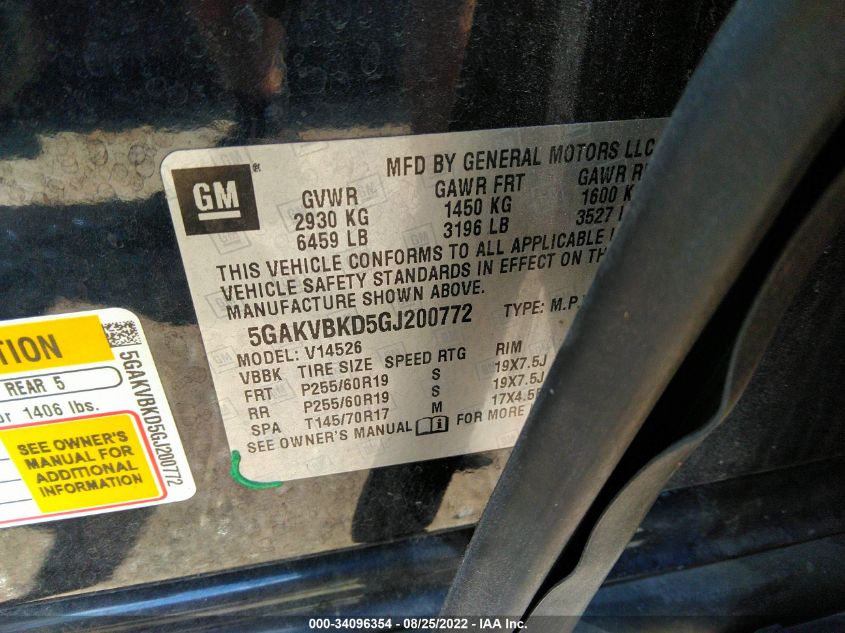 GM
MFD BY GENERAL MOTORS LLC
GVWR GAWR FRT GAWR
2930 KG 1450 KG 1600 K
6459 LB 3196 LB 3527
THIS VEHICLE CONFORMS TO ALL APPLICABLE
VEHICLE SAFETY STANDARDS IN EFFECT ON TH
MANUFACTURE SHOWN ABOVE.
5GAKVBKD5GJ200772 TYPE: M.P.
MODEL: V14526
VBBK TIRE SIZE SPEED RTG RIM
FRT P255/60R19 S 19X7.5J
RR P255/60R19 S 19X7.5J
SPA T145/70R17 M 17X4.5
SEE OWNER'S MANUAL i FOR MORE
TION
REAR 5
or 1406 lbs.
SEE OWNER'S
MANUAL FOR
ADDITIONAL
INFORMATION
5GAKVBKD5GJ200772
000-34096354 - 08/25/2022 - IAA Inc.